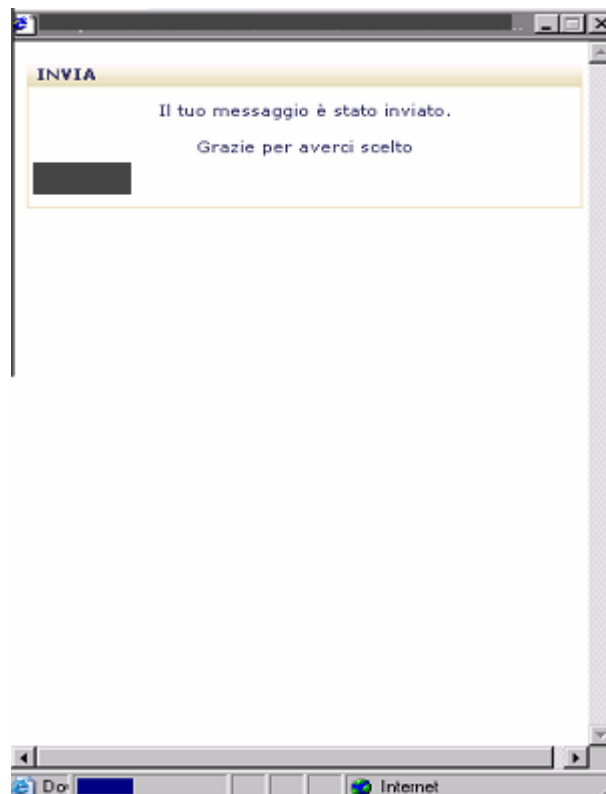 INVIA
Il tuo messaggio è stato inviato.
Grazie per averci scelto
Internet